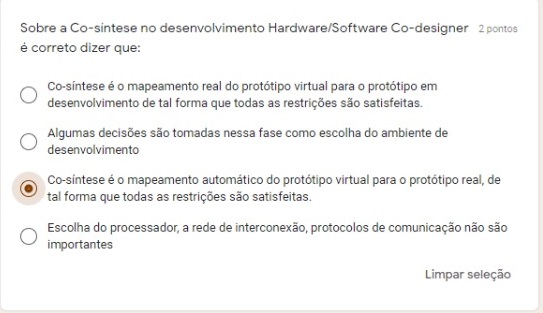 Sobre a Co-sintese no desenvolvimento Hardware/Software Co-designer 2 pontos
é correto dizer que:
Co-síntese é o mapeamento real do protótipo virtual para o protótipo em
desenvolvimento de tal forma que todas as restrições são satisfeitas.
Algumas decisões são tomadas nessa fase como escolha do ambiente de
desenvolvimento
Co-síntese é o mapeamento automático do protótipo virtual para o protótipo real, de
tal forma que todas as restrições são satisfeitas.
Escolha do processador, a rede de interconexão, protocolos de comunicação não são
importantes
Limpar seleção